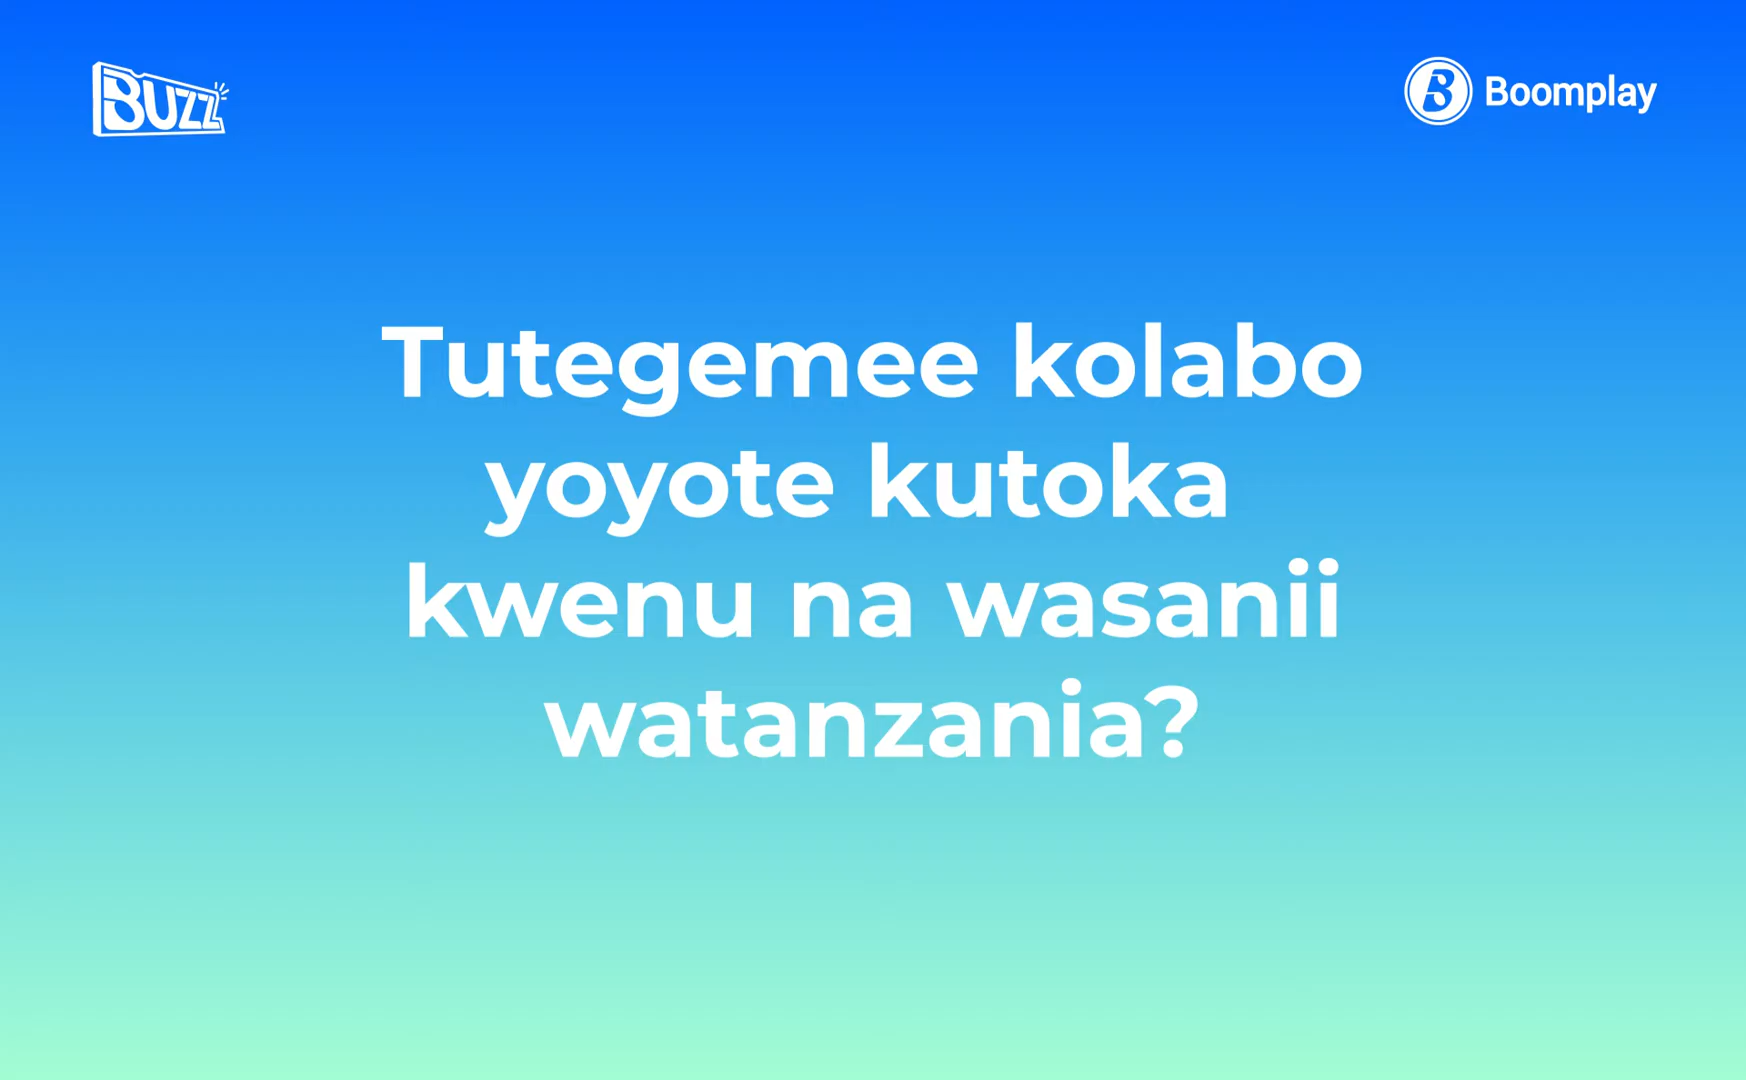 BUZZ
Boomplay
Tutegemee kolabo
yoyote kutoka
kwenu na wasanii
watanzania?